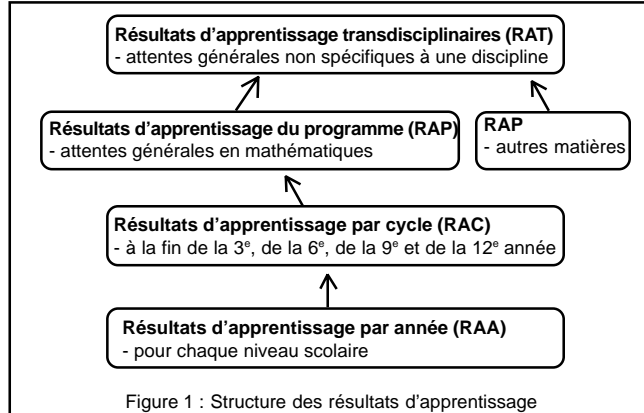 Résultats d'apprentissage transdisciplinaires (RAT)
- attentes générales non spécifiques à une discipline
Résultats d'apprentissage du programme (RAP)
- attentes générales en mathématiques
RAP
- autres matières
Résultats d'apprentissage par cycle (RAC)
- à la fin de la 3e, de la 6e, de la 9e et de la 12e année
Résultats d'apprentissage par année (RAA)
- pour chaque niveau scolaire
Figure 1 : Structure des résultats d'apprentissage